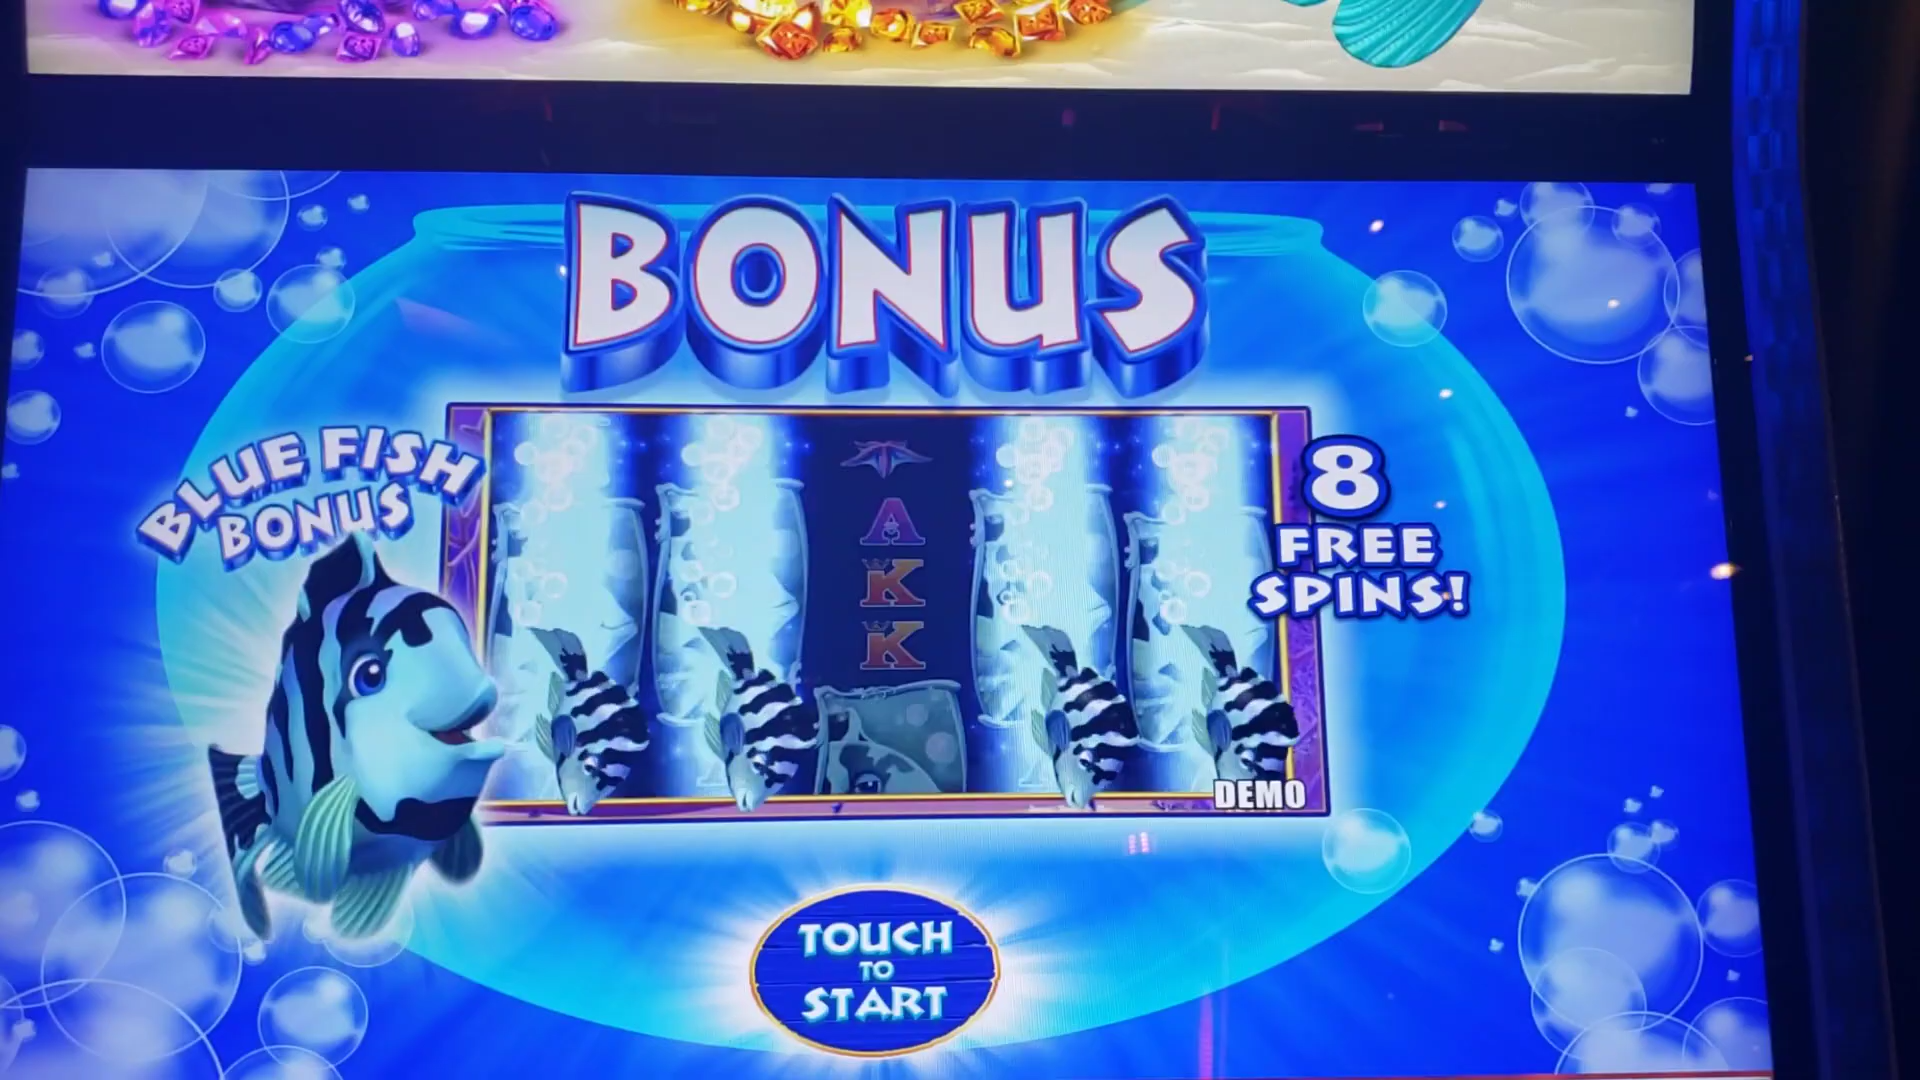 BONUS
BLUE FISH
BONUS
8
FREE
SPINS!
A
K
K
DEMO
TOUCH
TO
START